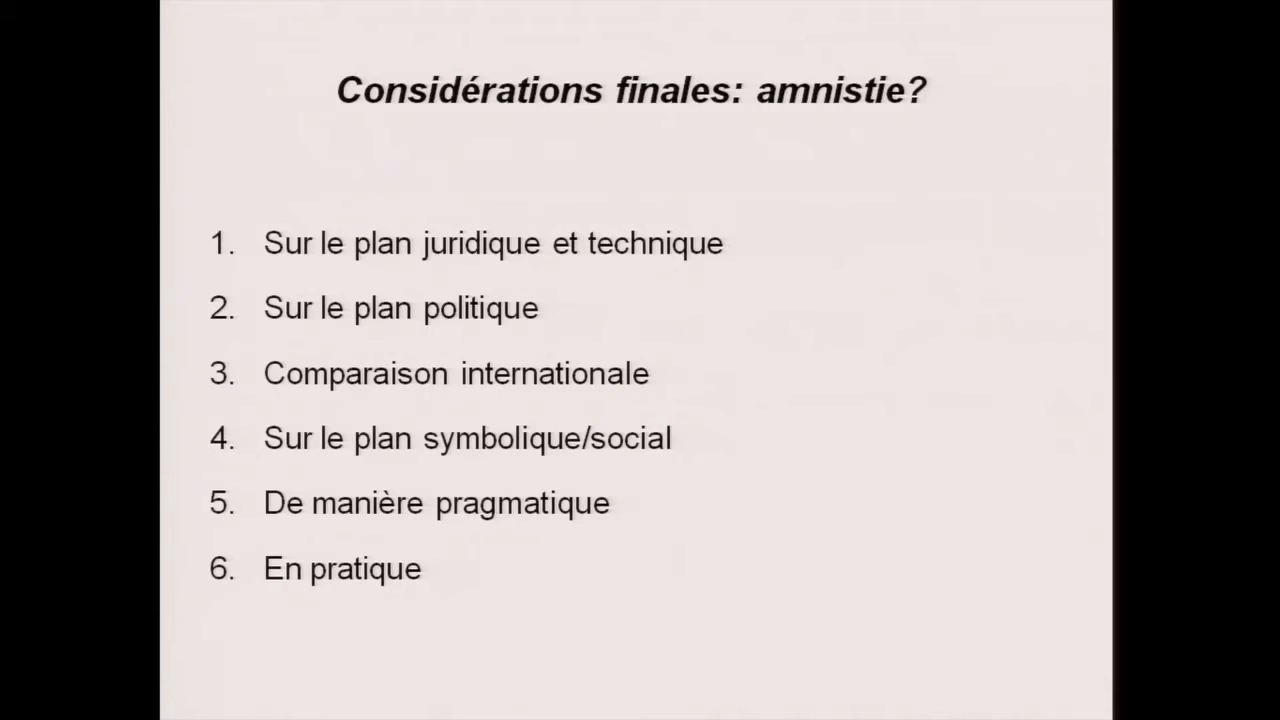 Considérations finales: amnistie?
1. Sur le plan juridique et technique
2. Sur le plan politique
3. Comparaison internationale
4. Sur le plan symbolique/social
5. De manière pragmatique
6. En pratique